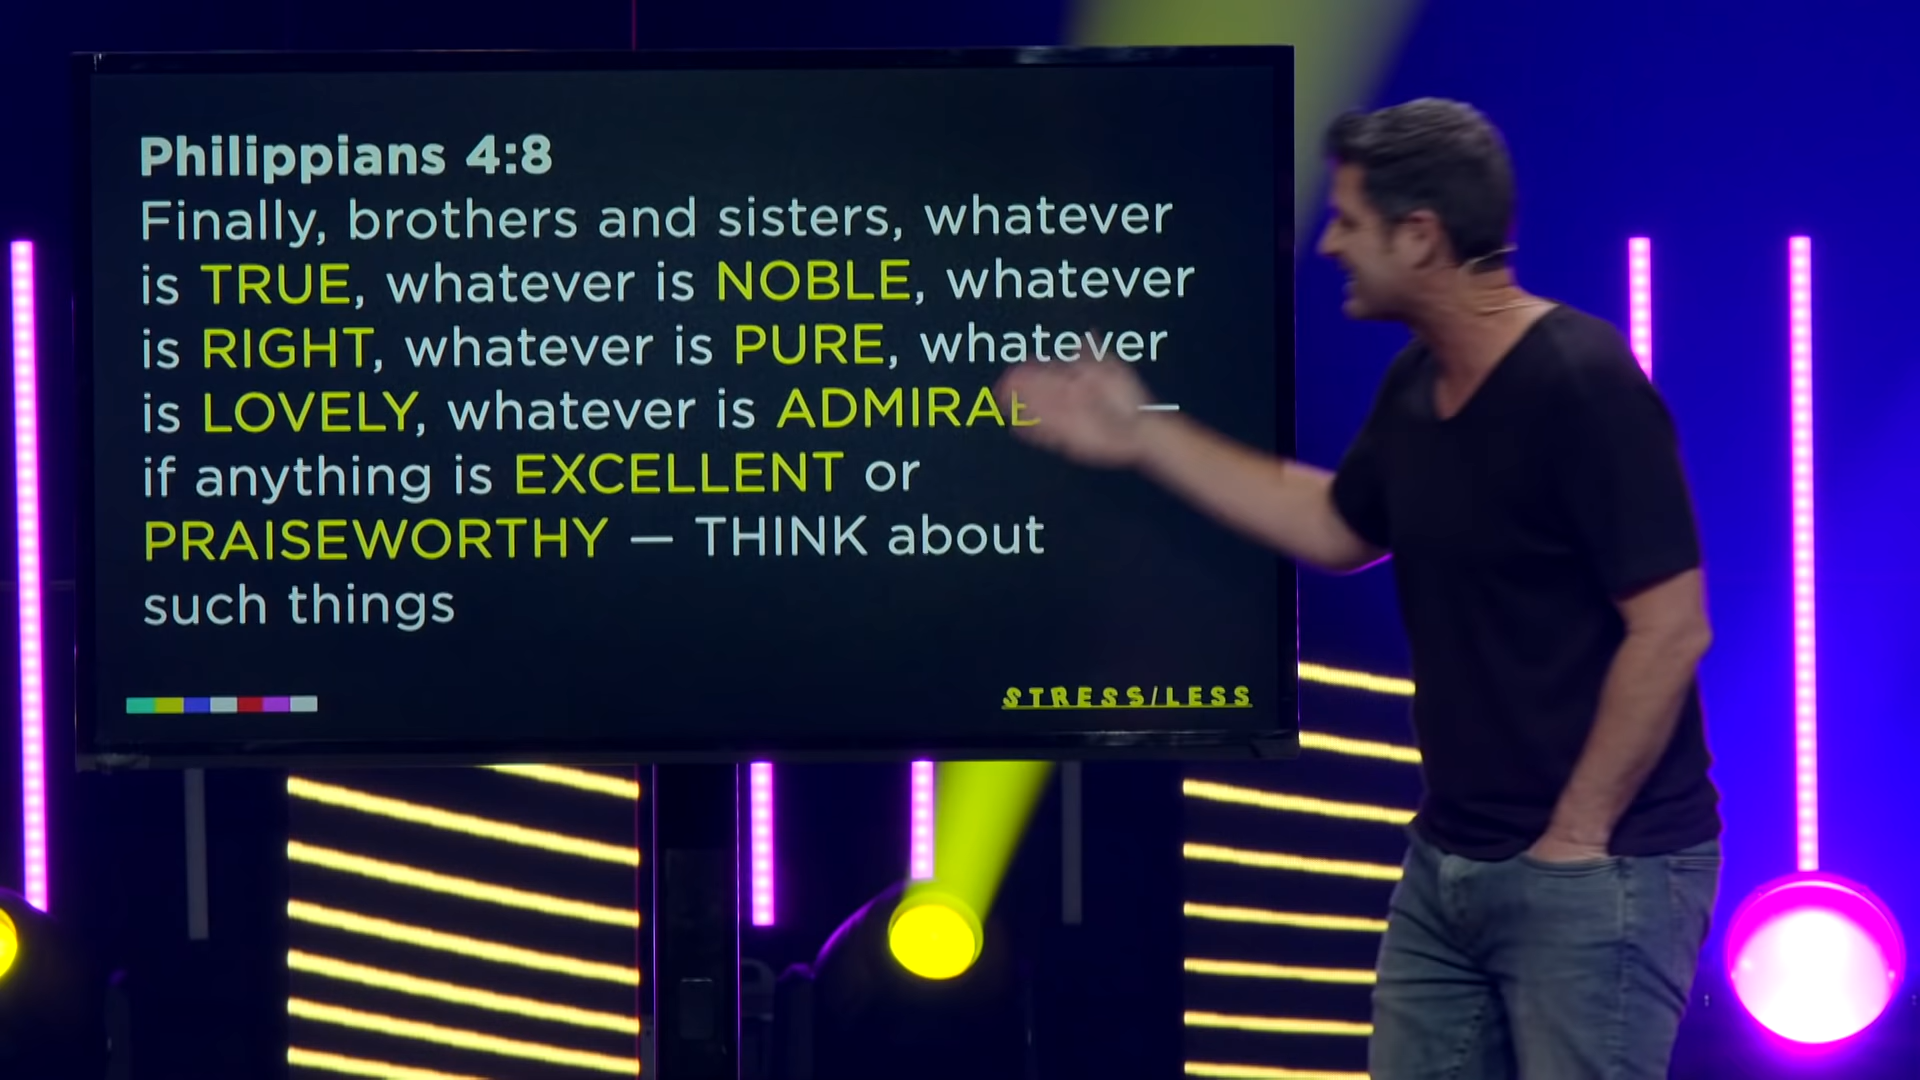 Philippians 4:8
Finally, brothers and sisters, whatever
is TRUE, whatever is NOBLE, whatever
is RIGHT, whatever is PURE, whatever
is LOVELY, whatever is —
if anything is EXCELLENT or
PRAISEWORTHY — THINK about
such things
STRESS/LESS